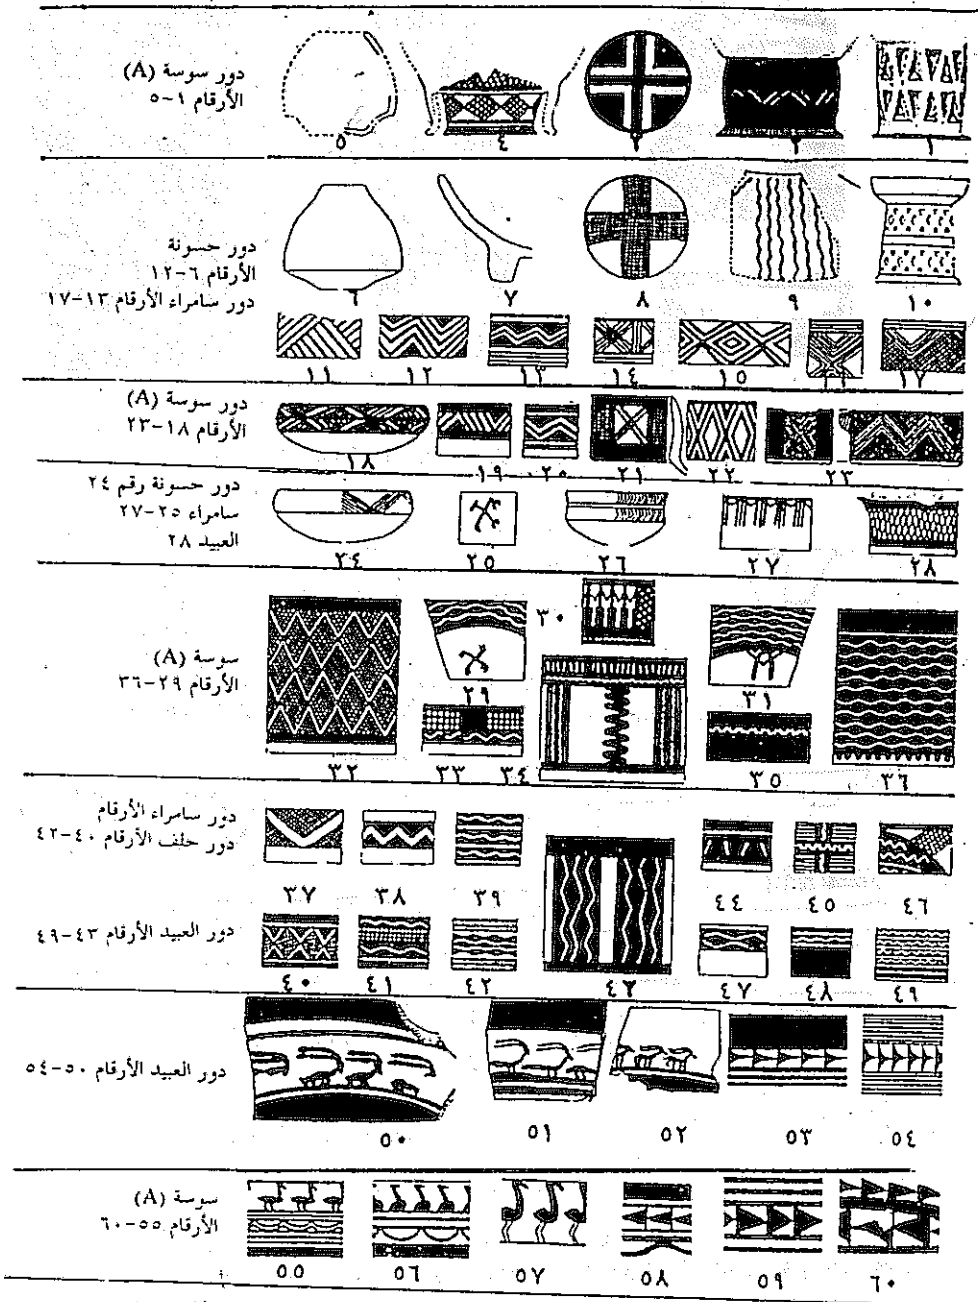 دور سوسة (A)
الأرقام ١-٥
٥ ٤ ٣ ٢ ١
دور حسونة
الأرقام ٦-١٢
دور سامراء الأرقام ١٣-١٧
٦ ٧ ٨ ٩ ١٠
١١ ١٢ ١٣ ١٤ ١٥ ١٦ ١٧
دور سوسة (A)
الأرقام ١٨-٢٣
١٨ ١٩ ٢٠ ٢١ ٢٢ ٢٣
دور حسونة رقم ٢٤
سامراء ٢٥-٢٧
العبيد ٢٨
٢٤ ٢٥ ٢٦ ٢٧ ٢٨
سوسة (A)
الأرقام ٢٩-٣٦
٣٠
٢٩ ٣١
٣٢ ٣٣ ٣٤ ٣٥ ٣٦
دور سامراء الأرقام
دور حلف الأرقام ٤٠-٤٢
٣٧ ٣٨ ٣٩ ٤٤ ٤٥ ٤٦
دور العبيد الأرقام ٤٣-٤٩
٤٠ ٤١ ٤٢ ٤٣ ٤٧ ٤٨ ٤٩
دور العبيد الأرقام ٥٠-٥٤
٥٠ ٥١ ٥٢ ٥٣ ٥٤
سوسة (A)
الأرقام ٥٥-٦٠
٥٥ ٥٦ ٥٧ ٥٨ ٥٩ ٦٠